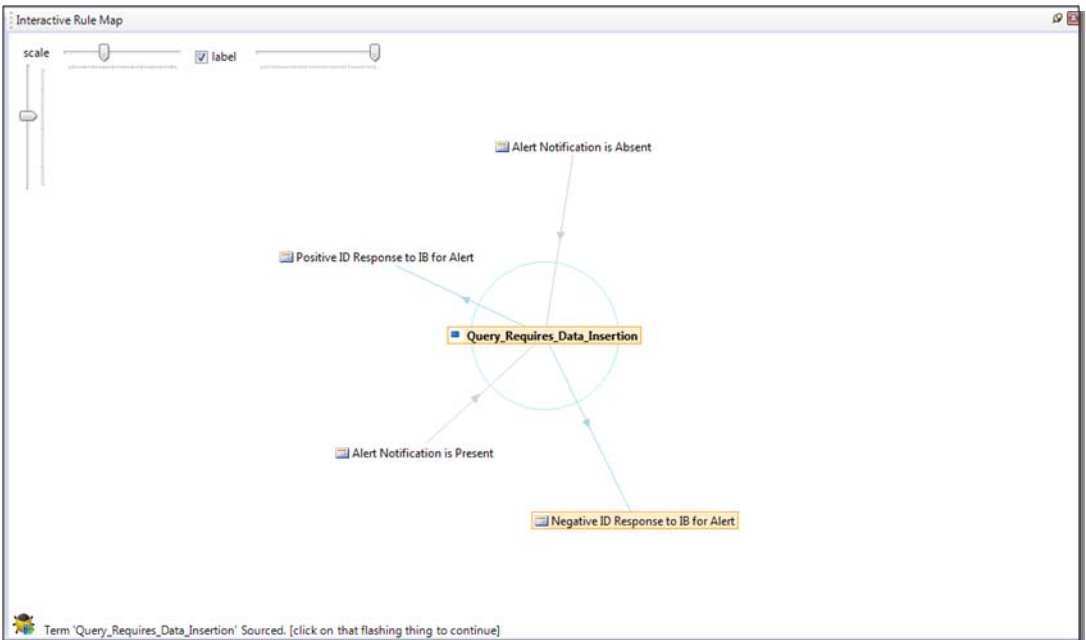 Interactive Rule Map
scale
label
Alert Notification is Absent
Positive ID Response to IB for Alert
Query_Requires_Data_Insertion
Alert Notification is Present
Negative ID Response to IB for Alert
Term 'Query_Requires_Data_Insertion' Sourced. [click on that flashing thing to continue]